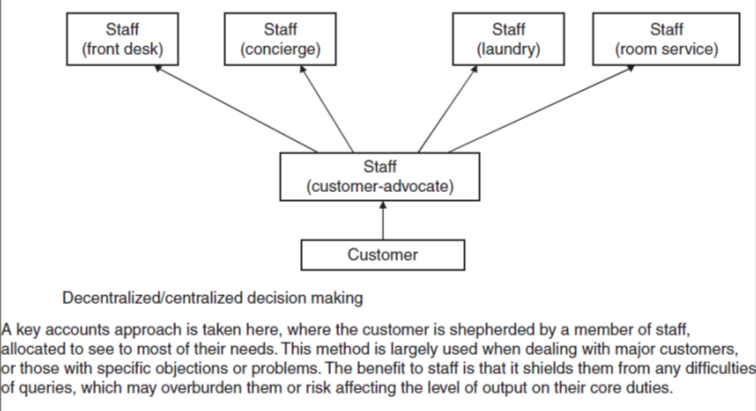 Staff Staff Staff Staff
(front desk) (concierge) (laundry) (room service)
Staff
(customer-advocate)
Customer
Decentralized/centralized decision making
A key accounts approach is taken here, where the customer is shepherded by a member of staff,
allocated to see to most of their needs. This method is largely used when dealing with major customers,
or those with specific objections or problems. The benefit to staff is that it shields them from any difficulties
of queries, which may overburden them or risk affecting the level of output on their core duties.